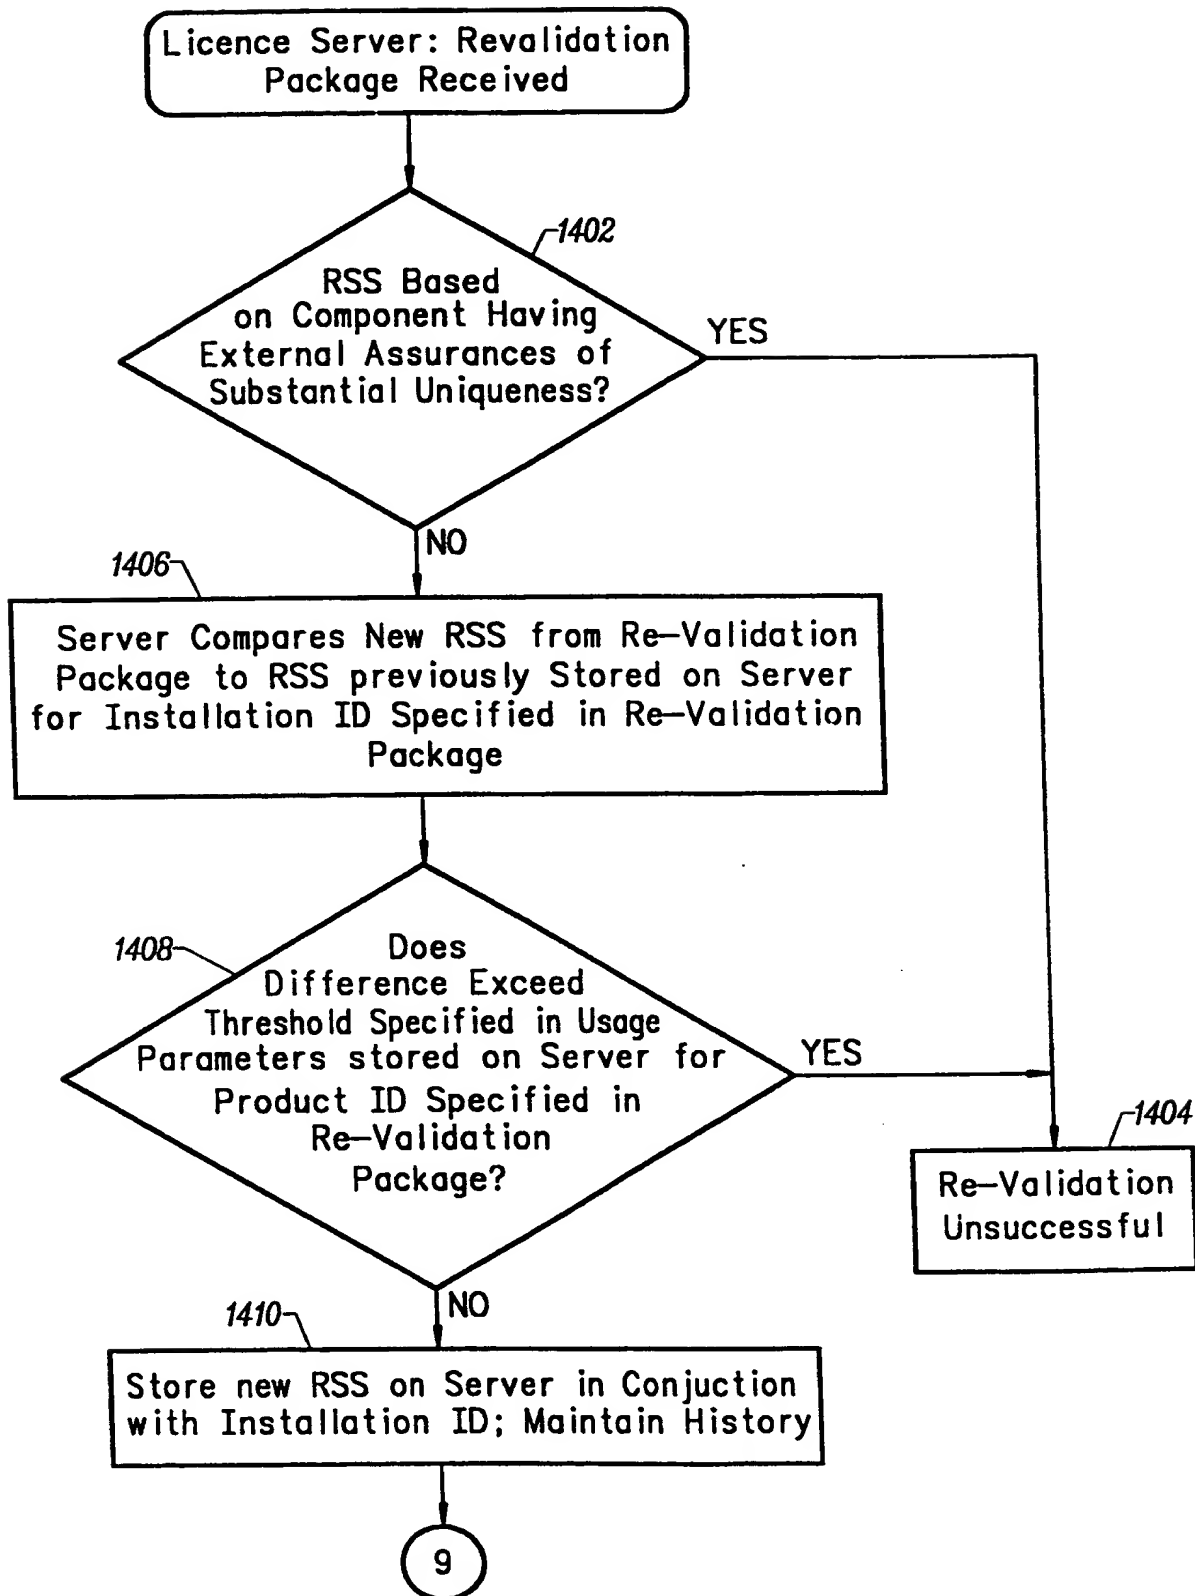 Licence Server: Revalidation
Package Received
1402
RSS Based
on Component Having
External Assurances of
Substantial Uniqueness?
YES
NO
1406
Server Compares New RSS from Re-Validation
Package to RSS previously Stored on Server
for Installation ID Specified in Re-Validation
Package
1408
Does
Difference Exceed
Threshold Specified in Usage
Parameters stored on Server for
Product ID Specified in
Re-Validation
Package?
YES
1404
Re-Validation
Unsuccessful
NO
1410
Store new RSS on Server in Conjuction
with Installation ID; Maintain History
9